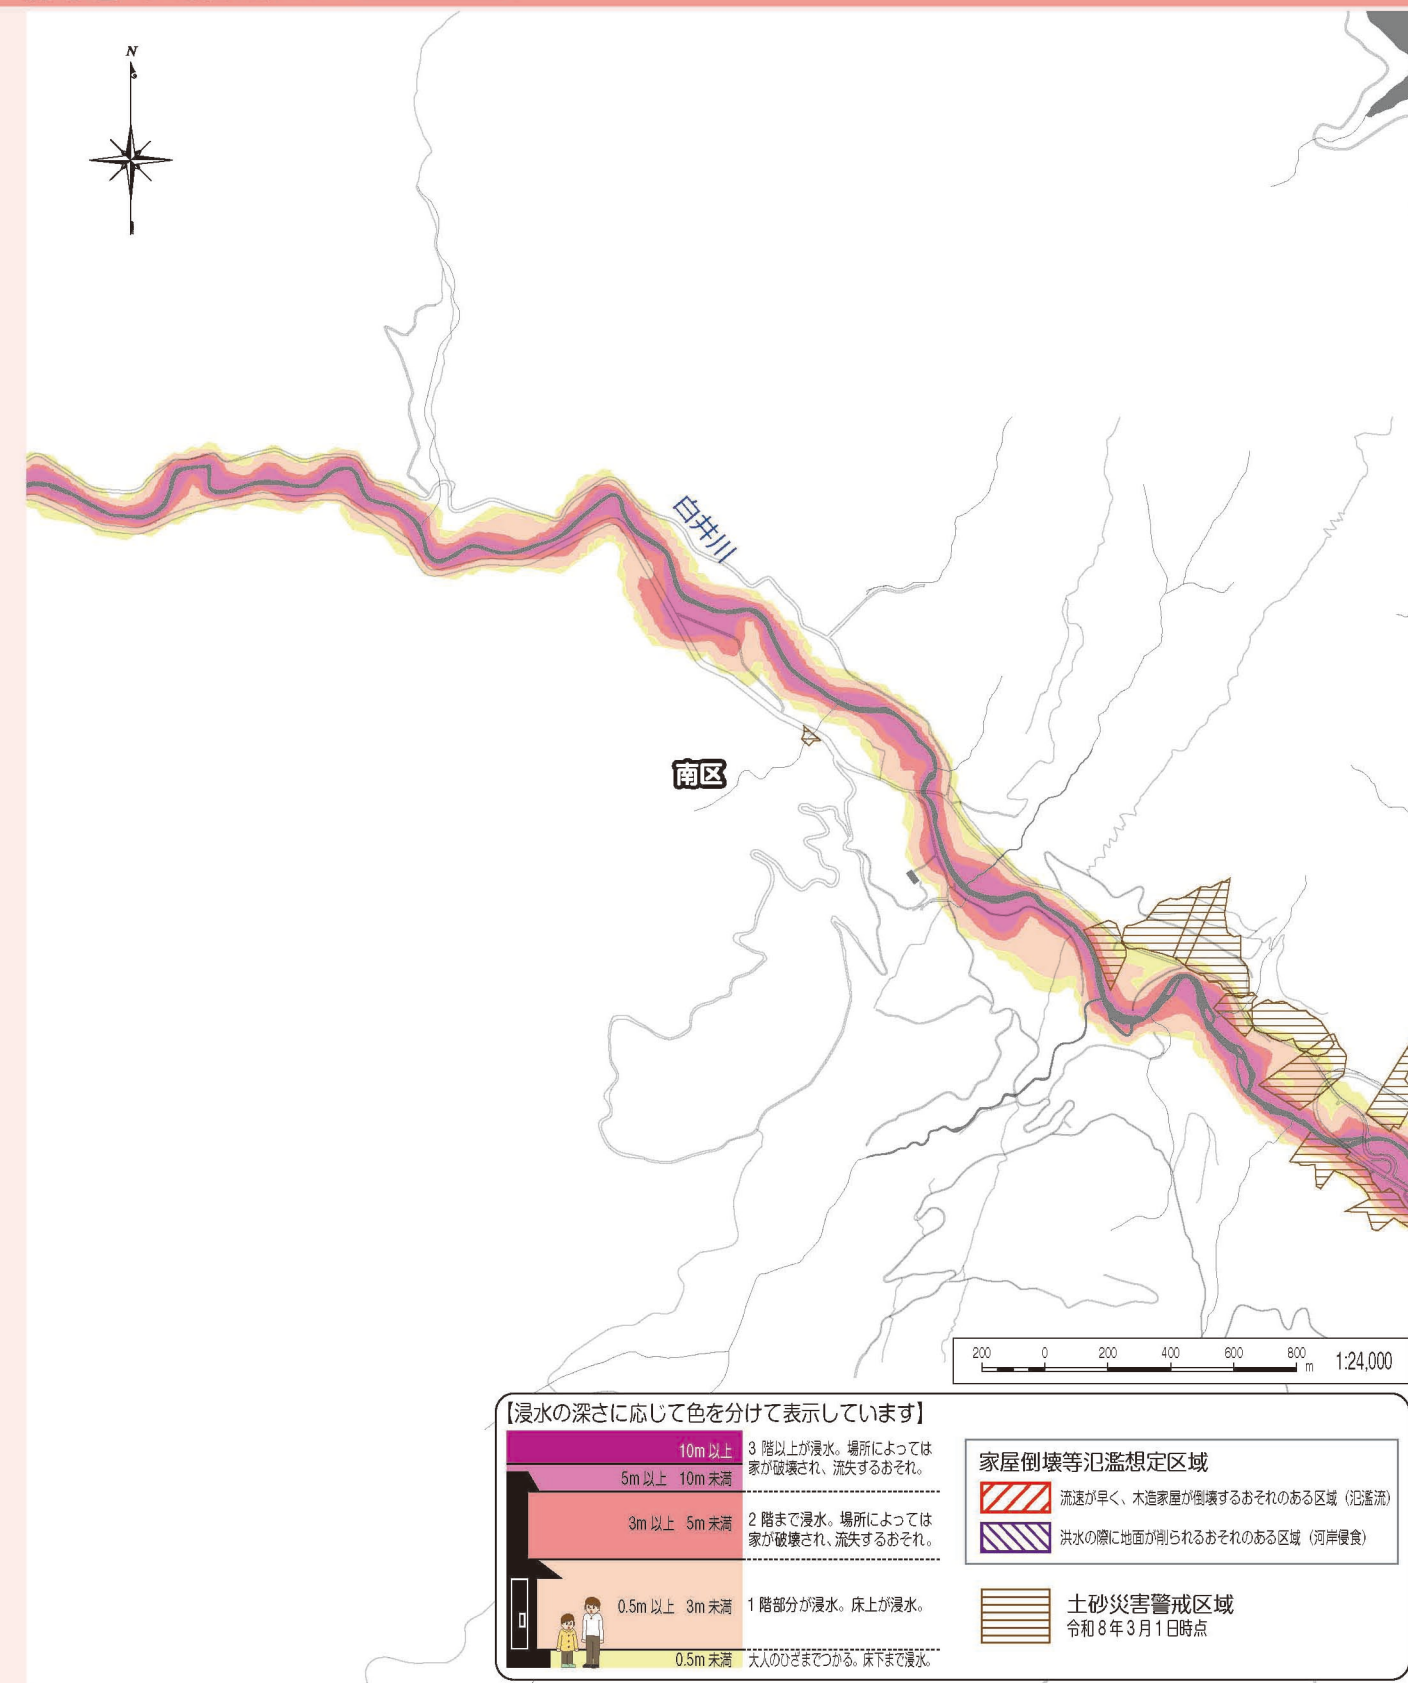 N
白井川
南区
200 0 200 400 600 800 m 1:24,000
【浸水の深さに応じて色を分けて表示しています】
10m 以上
5m 以上 10m 未満
3 階以上が浸水。場所によっては
家が破壊され、流失するおそれ。
3m 以上 5m 未満
2 階まで浸水。場所によっては
家が破壊され、流失するおそれ。
0.5m 以上 3m 未満
1 階部分が浸水。床上が浸水。
0.5m 未満
大人のひざまでつかる。床下まで浸水。
家屋倒壊等氾濫想定区域
流速が早く、木造家屋が倒壊するおそれのある区域（氾濫流）
洪水の際に地面が削られるおそれのある区域（河岸侵食）
土砂災害警戒区域
令和8年3月1日時点